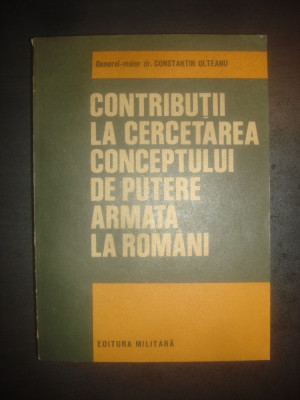 General-maior dr. CONSTANTIN OLTEANU
CONTRIBUȚII
LA CERCETAREA
CONCEPTULUI
DE PUTERE
ARMATĂ
LA ROMÂNI
EDITURA MILITARĂ